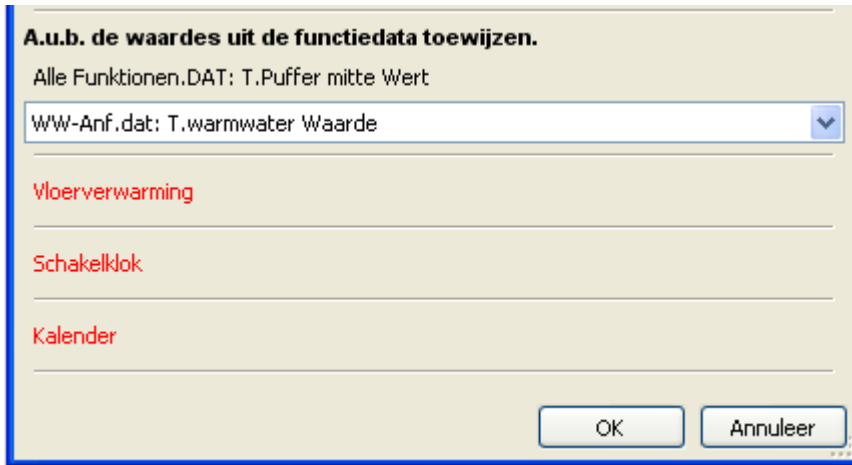 A.u.b. de waardes uit de functiedata toewijzen.
Alle Funktionen.DAT: T.Puffer mitte Wert
WW-Anf.dat: T.warmwater Waarde
Vloerverwarming
Schakelklok
Kalender
OK Annuleer